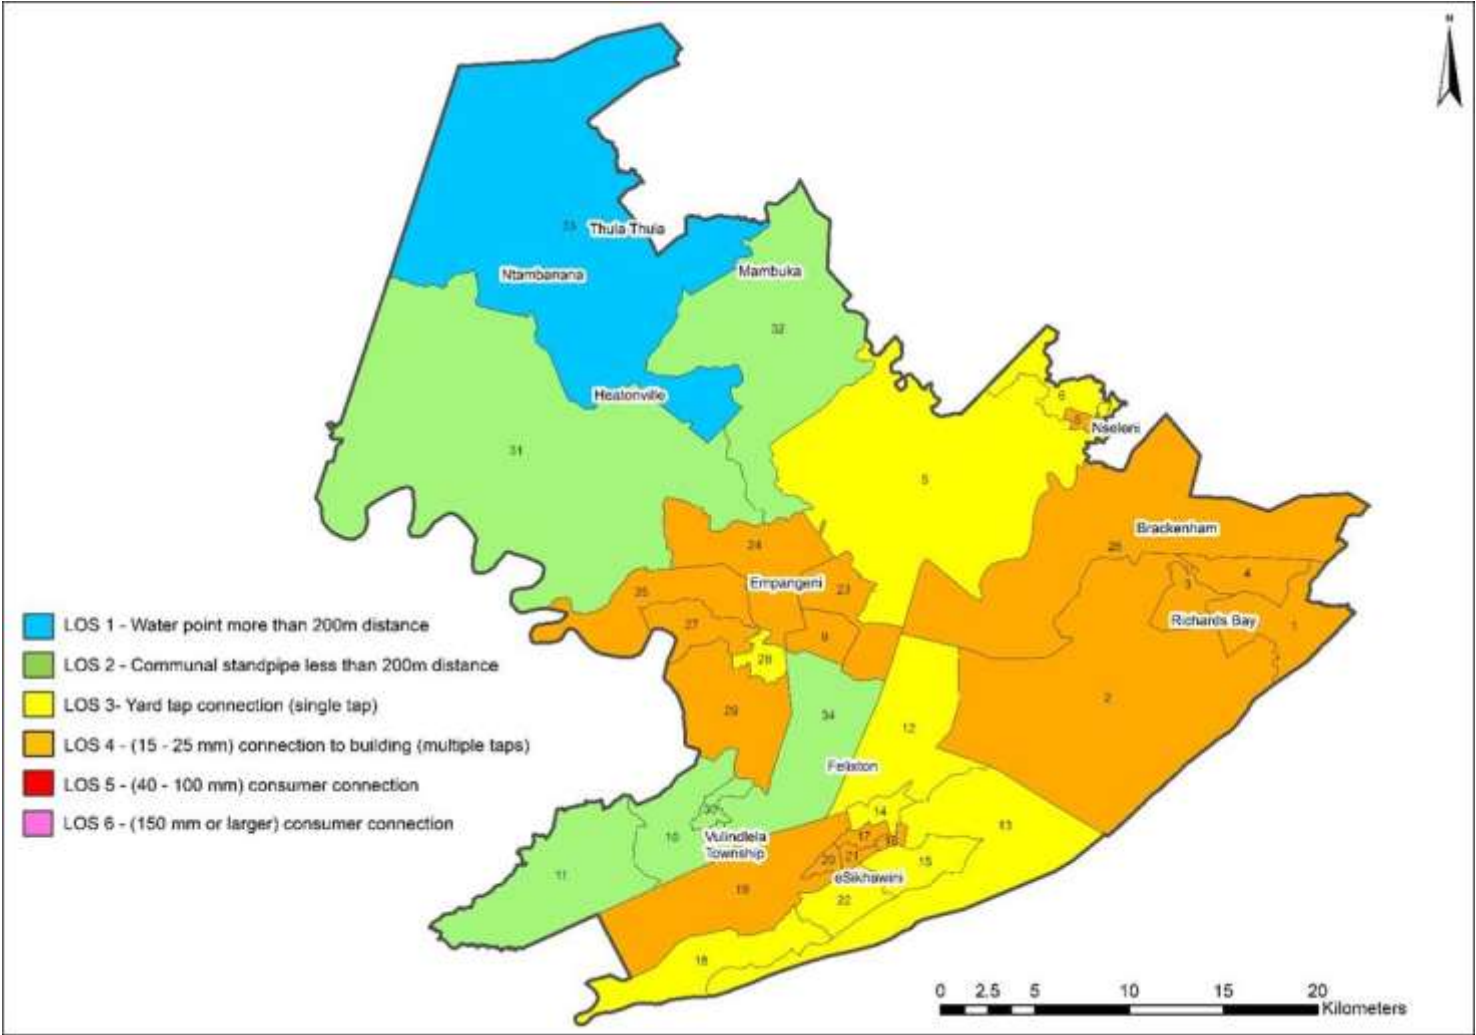 N
33
Thula Thula
Ntambanana
Mambuka
32
Heatonville
6
8
Nseleni
31
5
Brackenham
24
26
Empangeni
23
4
3
25
27
9
Richards Bay
1
28
2
29
34
12
Felixton
LOS 1 - Water point more than 200m distance
LOS 2 - Communal standpipe less than 200m distance
LOS 3- Yard tap connection (single tap)
LOS 4 - (15 - 25 mm) connection to building (multiple taps)
LOS 5 - (40 - 100 mm) consumer connection
LOS 6 - (150 mm or larger) consumer connection
30
14
13
10
Vulindlela
Township
17
16
20
21
15
11
eSikhawini
19
22
18
0 2.5 5 10 15 20
Kilometers